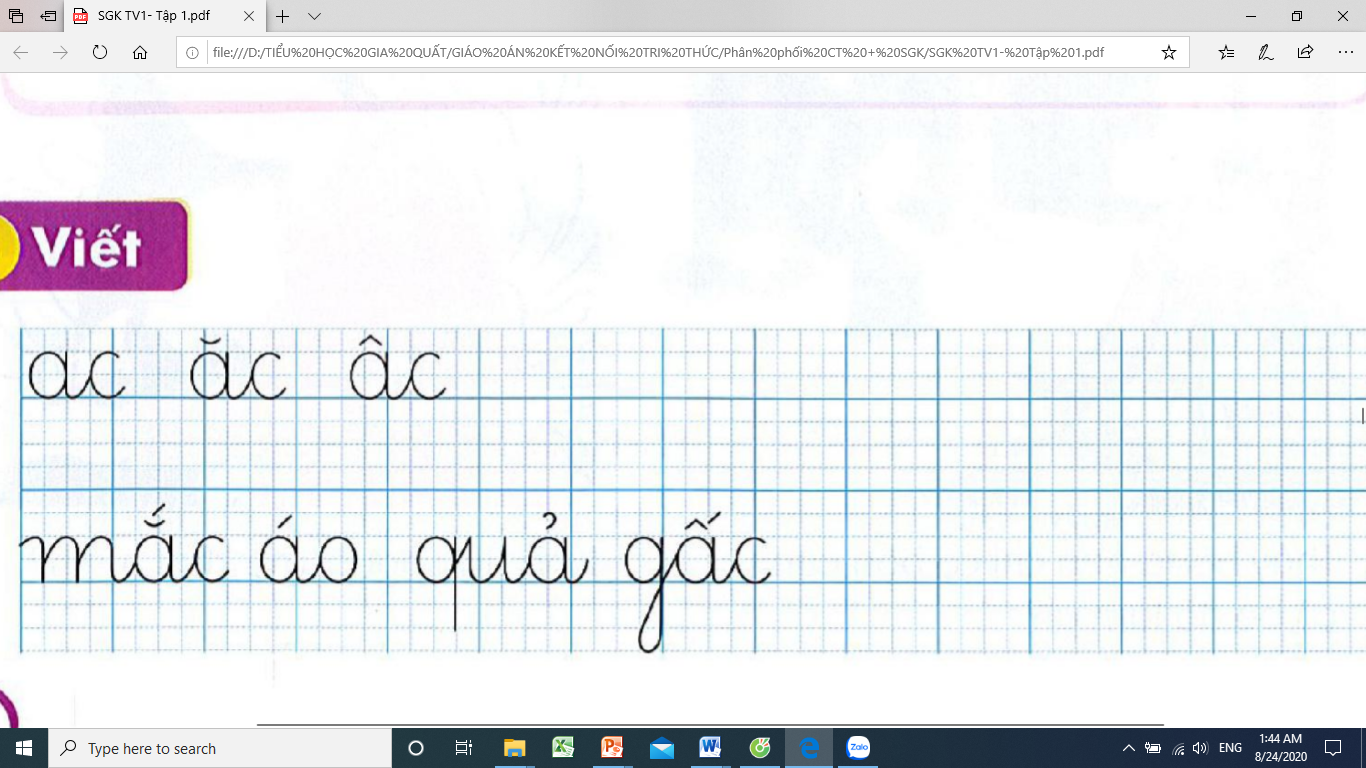 SGK TV1- Tập 1.pdf
file:///D:/TIỂU%20HỌC%20GIA%20QUẤT/GIÁO%20ÁN%20KẾT%20NỐI%20TRI%20THỨC/Phân%20phối%20CT%20+%20SGK/SGK%20TV1-%20Tập%201.pdf
Viết
ac ăc âc
mắc áo quả gấc
Type here to search
Zalo
ENG
1:44 AM
8/24/2020